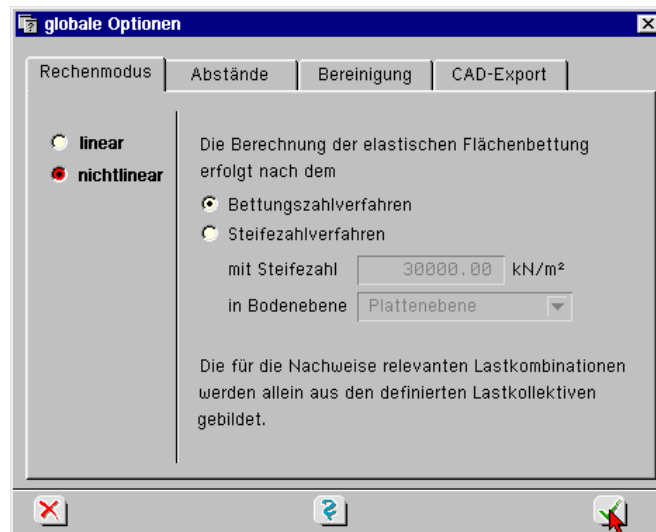 globale Optionen
Rechenmodus Abstände Bereinigung CAD-Export
linear
nichtlinear
Die Berechnung der elastischen Flächenbettung
erfolgt nach dem
Bettungszahlverfahren
Steifezahlverfahren
mit Steifezahl 30000.00 kN/m²
in Bodenebene Plattenebene
Die für die Nachweise relevanten Lastkombinationen
werden allein aus den definierten Lastkollektiven
gebildet.